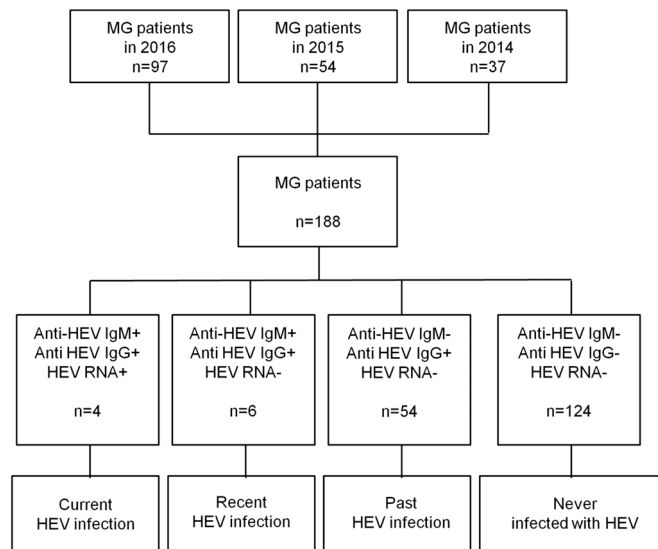 MG patients
in 2016
n=97
MG patients
in 2015
n=54
MG patients
in 2014
n=37
MG patients
n=188
Anti-HEV IgM+
Anti HEV IgG+
HEV RNA+
n=4
Anti-HEV IgM+
Anti HEV IgG+
HEV RNA-
n=6
Anti-HEV IgM-
Anti HEV IgG+
HEV RNA-
n=54
Anti-HEV IgM-
Anti HEV IgG-
HEV RNA-
n=124
Current
HEV infection
Recent
HEV infection
Past
HEV infection
Never
infected with HEV